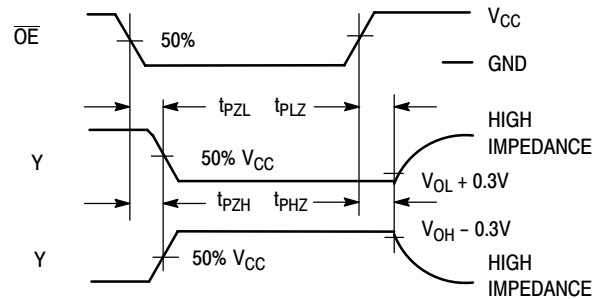 OE
50%
VCC
GND
tPZL
tPLZ
HIGH
IMPEDANCE
Y
50% VCC
VOL + 0.3V
tPZH
tPHZ
VOH – 0.3V
Y
50% VCC
HIGH
IMPEDANCE